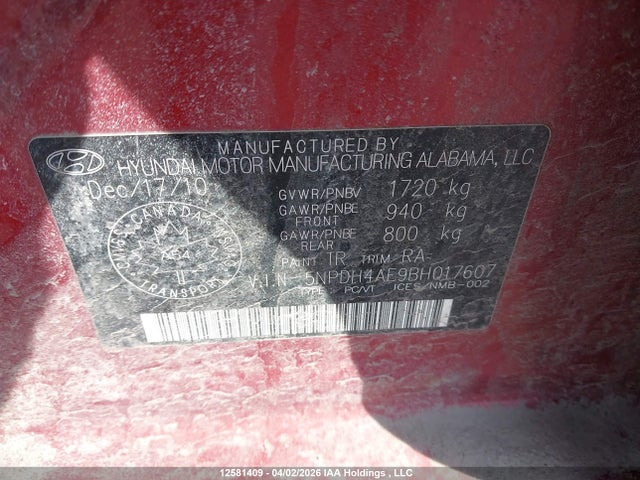 MANUFACTURED BY
HYUNDAI MOTOR MANUFACTURING ALABAMA, LLC
Dec/17/10
GVWR/PNBV 1720 kg
GAWR/PNBE FRONT 940 kg
GAWR/PNBE REAR 800 kg
CANADA
TRANSPORT
PAINT TR TRIM RA
V.I.N 5NPDH4AE9BH017607
TYPE PC/VT ICES/NMB-002
12581409 - 04/02/2026 IAA Holdings , LLC